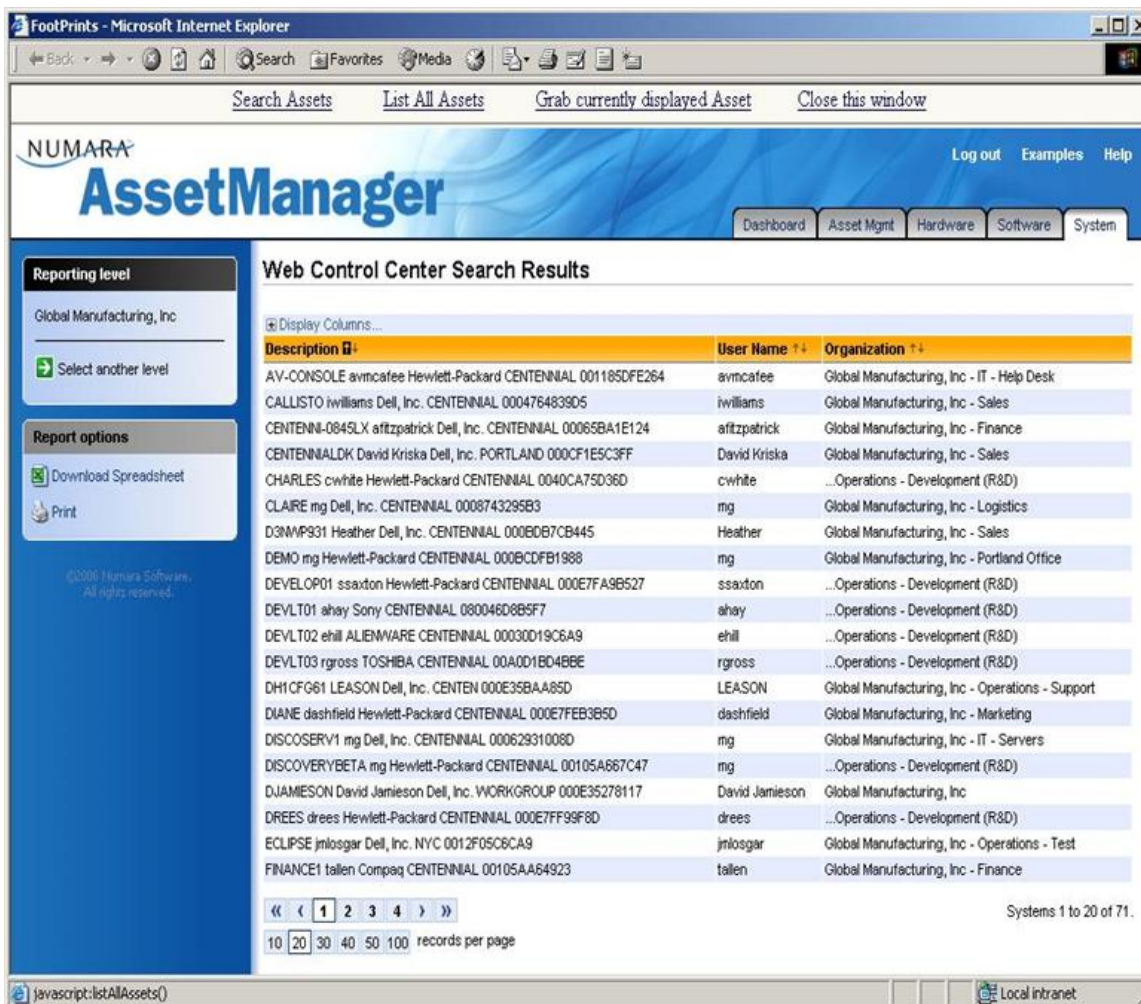 FootPrints - Microsoft Internet Explorer
Back Search Favorites Media
Search Assets List All Assets Grab currently displayed Asset Close this window
NUMARA
AssetManager
Log out Examples Help
Dashboard Asset Mgmt Hardware Software System
Reporting level
Global Manufacturing, Inc
Select another level
Report options
Download Spreadsheet
Print
©2006 Numara Software.
All rights reserved.
Web Control Center Search Results
Display Columns...
Description User Name Organization
AV-CONSOLE avmcafee Hewlett-Packard CENTENNIAL 001185DFE264 avmcafee Global Manufacturing, Inc - IT - Help Desk
CALLISTO iwilliams Dell, Inc. CENTENNIAL 0004764839D5 iwilliams Global Manufacturing, Inc - Sales
CENTENNI-0845LX afitzpatrick Dell, Inc. CENTENNIAL 00065BA1E124 afitzpatrick Global Manufacturing, Inc - Finance
CENTENNIALDK David Kriska Dell, Inc. PORTLAND 000CF1E5C3FF David Kriska Global Manufacturing, Inc - Sales
CHARLES cwhite Hewlett-Packard CENTENNIAL 0040CA75D36D cwhite ...Operations - Development (R&D)
CLAIRE mg Dell, Inc. CENTENNIAL 0008743295B3 mg Global Manufacturing, Inc - Logistics
D3NWP931 Heather Dell, Inc. CENTENNIAL 000BDB7CB445 Heather Global Manufacturing, Inc - Sales
DEMO mg Hewlett-Packard CENTENNIAL 000BCDFB1988 mg Global Manufacturing, Inc - Portland Office
DEVELOP01 ssaxton Hewlett-Packard CENTENNIAL 000E7FA9B527 ssaxton ...Operations - Development (R&D)
DEVLT01 ahay Sony CENTENNIAL 080046D8B5F7 ahay ...Operations - Development (R&D)
DEVLT02 ehill ALIENWARE CENTENNIAL 00030D19C6A9 ehill ...Operations - Development (R&D)
DEVLT03 rgross TOSHIBA CENTENNIAL 00A0D1BD4BBE rgross ...Operations - Development (R&D)
DH1CFG61 LEASON Dell, Inc. CENTEN 000E35BAA85D LEASON Global Manufacturing, Inc - Operations - Support
DIANE dashfield Hewlett-Packard CENTENNIAL 000E7FEB3B5D dashfield Global Manufacturing, Inc - Marketing
DISCOSERV1 mg Dell, Inc. CENTENNIAL 00062931008D mg Global Manufacturing, Inc - IT - Servers
DISCOVERYBETA mg Hewlett-Packard CENTENNIAL 00105A667C47 mg ...Operations - Development (R&D)
DJAMIESON David Jamieson Dell, Inc. WORKGROUP 000E35278117 David Jamieson Global Manufacturing, Inc
DREES drees Hewlett-Packard CENTENNIAL 000E7FF99F8D drees ...Operations - Development (R&D)
ECLIPSE jmlosgar Dell, Inc. NYC 0012F05C6CA9 jmlosgar Global Manufacturing, Inc - Operations - Test
FINANCE1 tallen Compaq CENTENNIAL 00105AA64923 tallen Global Manufacturing, Inc - Finance
« ‹ 1 2 3 4 › » Systems 1 to 20 of 71.
10 20 30 40 50 100 records per page
javascript:listAllAssets() Local intranet